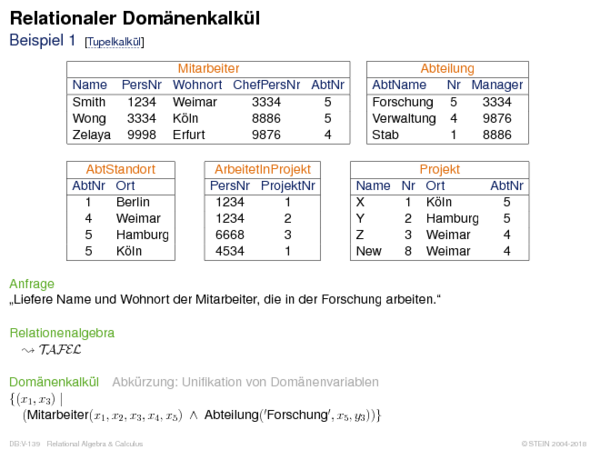 Relationaler Domänenkalkül
Beispiel 1 [Tupelkalkül]
Mitarbeiter
Name PersNr Wohnort ChefPersNr AbtNr
Smith 1234 Weimar 3334 5
Wong 3334 Köln 8886 5
Zelaya 9998 Erfurt 9876 4
Abteilung
AbtName Nr Manager
Forschung 5 3334
Verwaltung 4 9876
Stab 1 8886
AbtStandort
AbtNr Ort
1 Berlin
4 Weimar
5 Hamburg
5 Köln
ArbeitetInProjekt
PersNr ProjektNr
1234 1
1234 2
6668 3
4534 1
Projekt
Name Nr Ort AbtNr
X 1 Köln 5
Y 2 Hamburg 5
Z 3 Weimar 4
New 8 Weimar 4
Anfrage
„Liefere Name und Wohnort der Mitarbeiter, die in der Forschung arbeiten.“
Relationenalgebra
⇝ TAFEL
Domänenkalkül Abkürzung: Unifikation von Domänenvariablen
{(x₁, x₃) |
(Mitarbeiter(x₁, x₂, x₃, x₄, x₅) ∧ Abteilung('Forschung', x₅, y₃))}
DB:V-139 Relational Algebra & Calculus
© STEIN 2004-2018